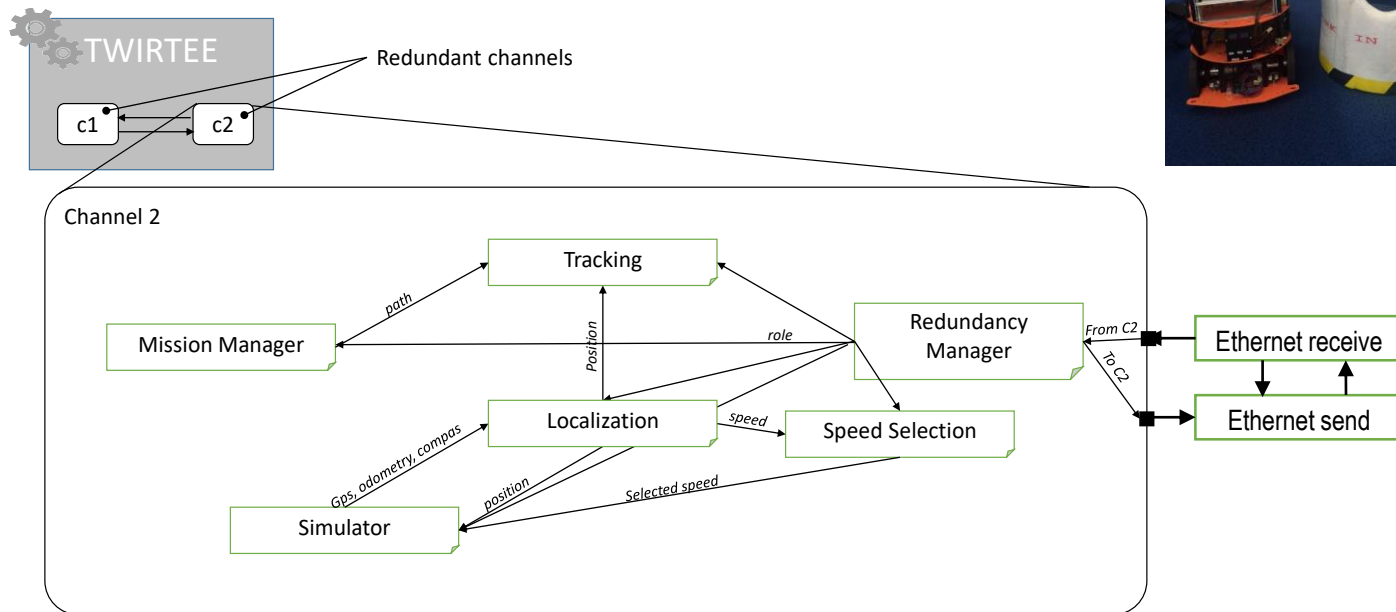 TWIRTEE
Redundant channels
c1
c2
IN
Channel 2
Tracking
path
Mission Manager
Position
role
Redundancy
Manager
From C2
To C2
Ethernet receive
Ethernet send
Localization
speed
Speed Selection
Gps, odometry, compas
position
Selected speed
Simulator